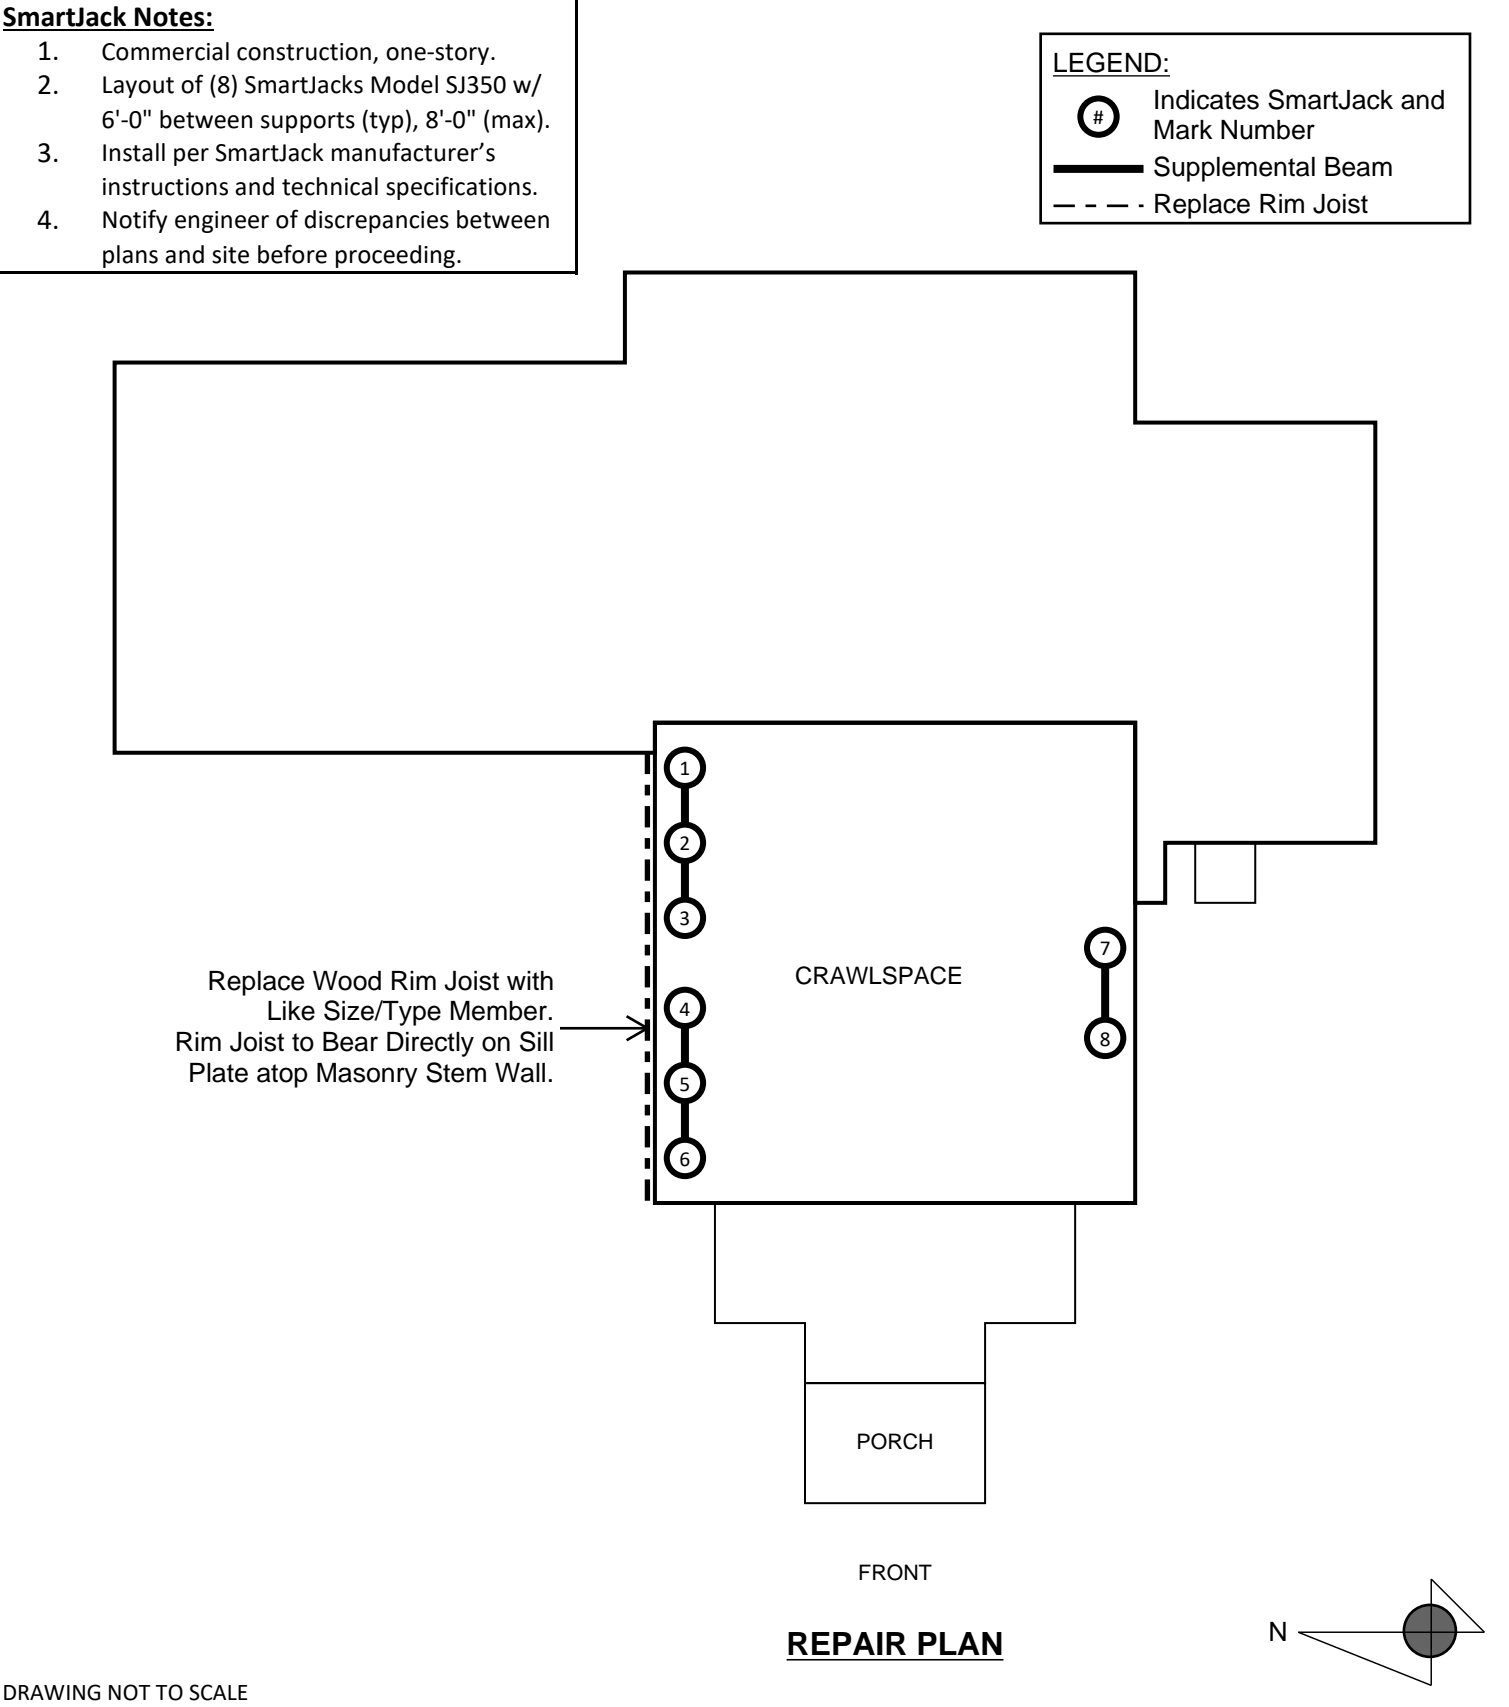 SmartJack Notes:
1. Commercial construction, one-story.
2. Layout of (8) SmartJacks Model SJ350 w/
6'-0" between supports (typ), 8'-0" (max).
3. Install per SmartJack manufacturer’s
instructions and technical specifications.
4. Notify engineer of discrepancies between
plans and site before proceeding.
LEGEND:
#
Indicates SmartJack and
Mark Number
Supplemental Beam
Replace Rim Joist
1
2
3
4
5
6
7
8
CRAWLSPACE
Replace Wood Rim Joist with
Like Size/Type Member.
Rim Joist to Bear Directly on Sill
Plate atop Masonry Stem Wall.
PORCH
FRONT
REPAIR PLAN
N
DRAWING NOT TO SCALE